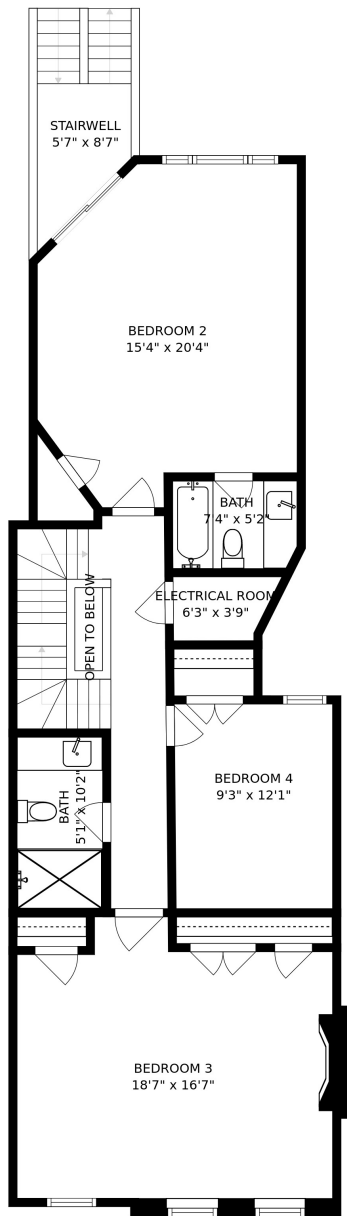 STAIRWELL
5'7" x 8'7"
BEDROOM 2
15'4" x 20'4"
BATH
7'4" x 5'2"
ELECTRICAL ROOM
6'3" x 3'9"
OPEN TO BELOW
BEDROOM 4
9'3" x 12'1"
BATH
5'1" x 10'2"
BEDROOM 3
18'7" x 16'7"